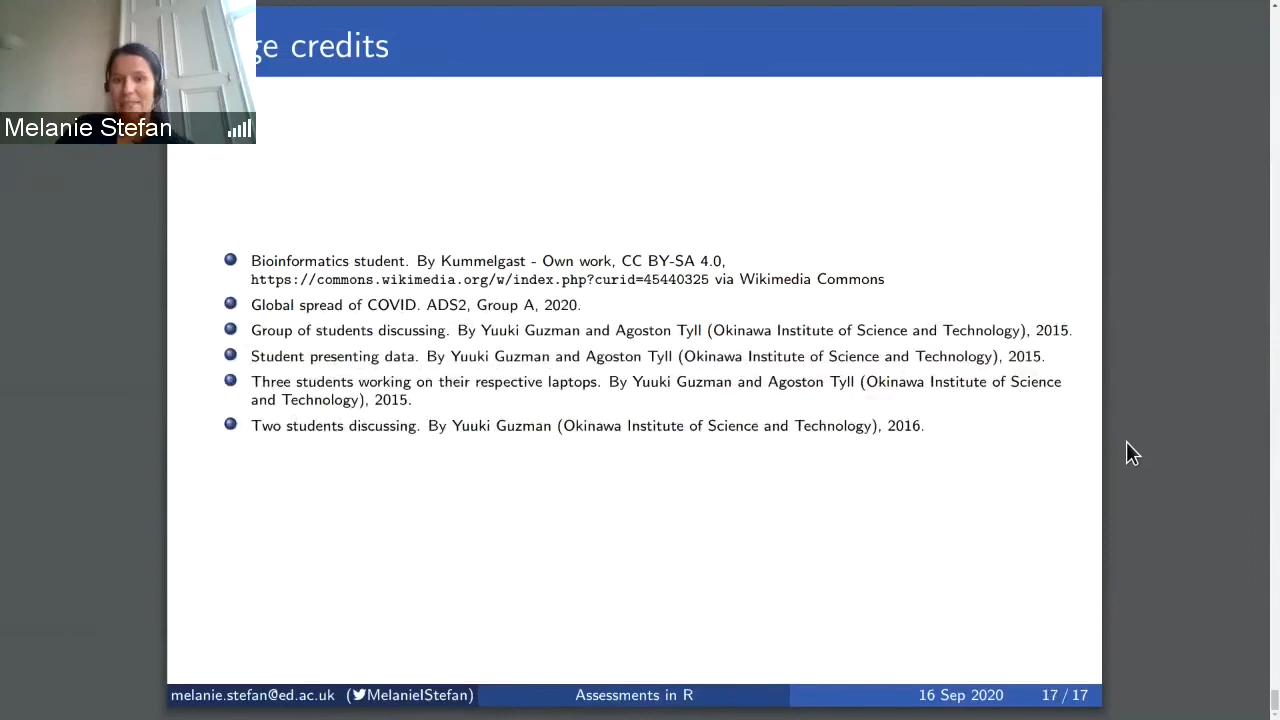 ge credits
Melanie Stefan
Bioinformatics student. By Kummelgast - Own work, CC BY-SA 4.0,
https://commons.wikimedia.org/w/index.php?curid=45440325 via Wikimedia Commons
Global spread of COVID. ADS2, Group A, 2020.
Group of students discussing. By Yuuki Guzman and Agoston Tyll (Okinawa Institute of Science and Technology), 2015.
Student presenting data. By Yuuki Guzman and Agoston Tyll (Okinawa Institute of Science and Technology), 2015.
Three students working on their respective laptops. By Yuuki Guzman and Agoston Tyll (Okinawa Institute of Science
and Technology), 2015.
Two students discussing. By Yuuki Guzman (Okinawa Institute of Science and Technology), 2016.
melanie.stefan@ed.ac.uk (MelanieIStefan) Assessments in R 16 Sep 2020 17 / 17